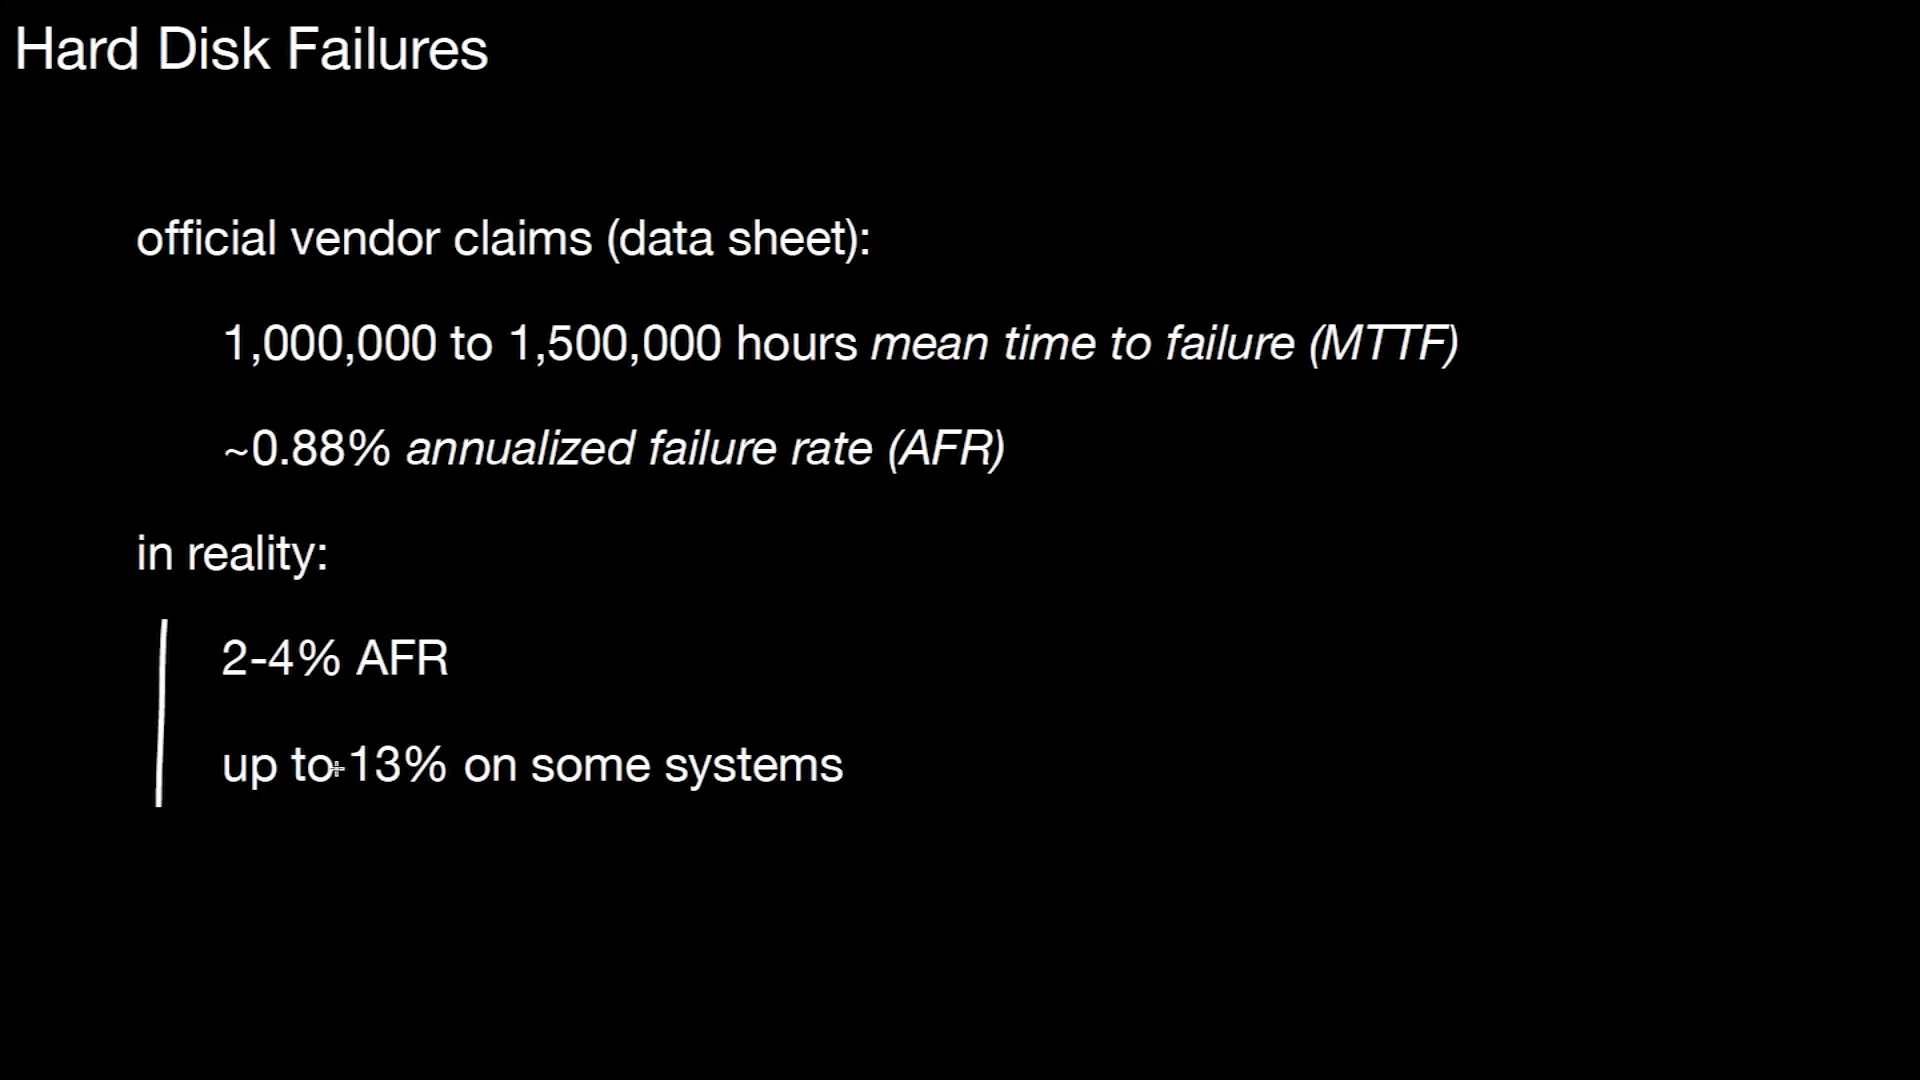 Hard Disk Failures
official vendor claims (data sheet):
1,000,000 to 1,500,000 hours mean time to failure (MTTF)
~0.88% annualized failure rate (AFR)
in reality:
2-4% AFR
up to 13% on some systems